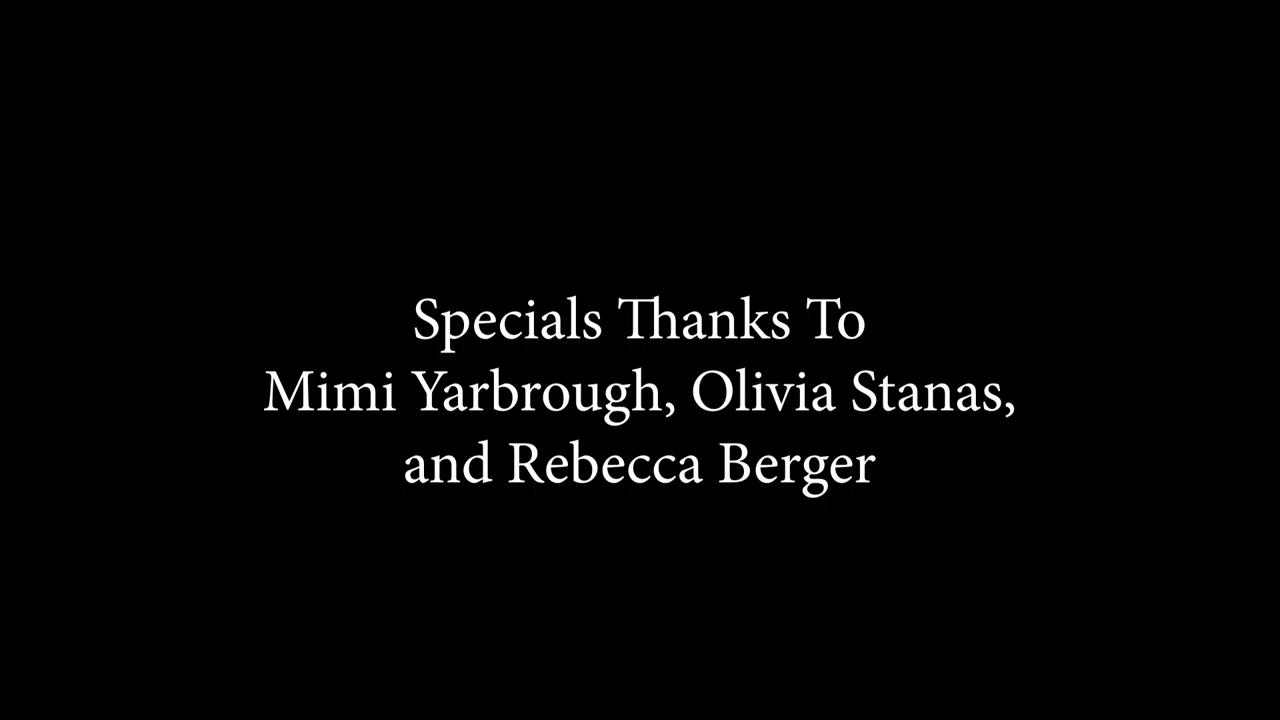 Specials Thanks To
Mimi Yarbrough, Olivia Stanas,
and Rebecca Berger